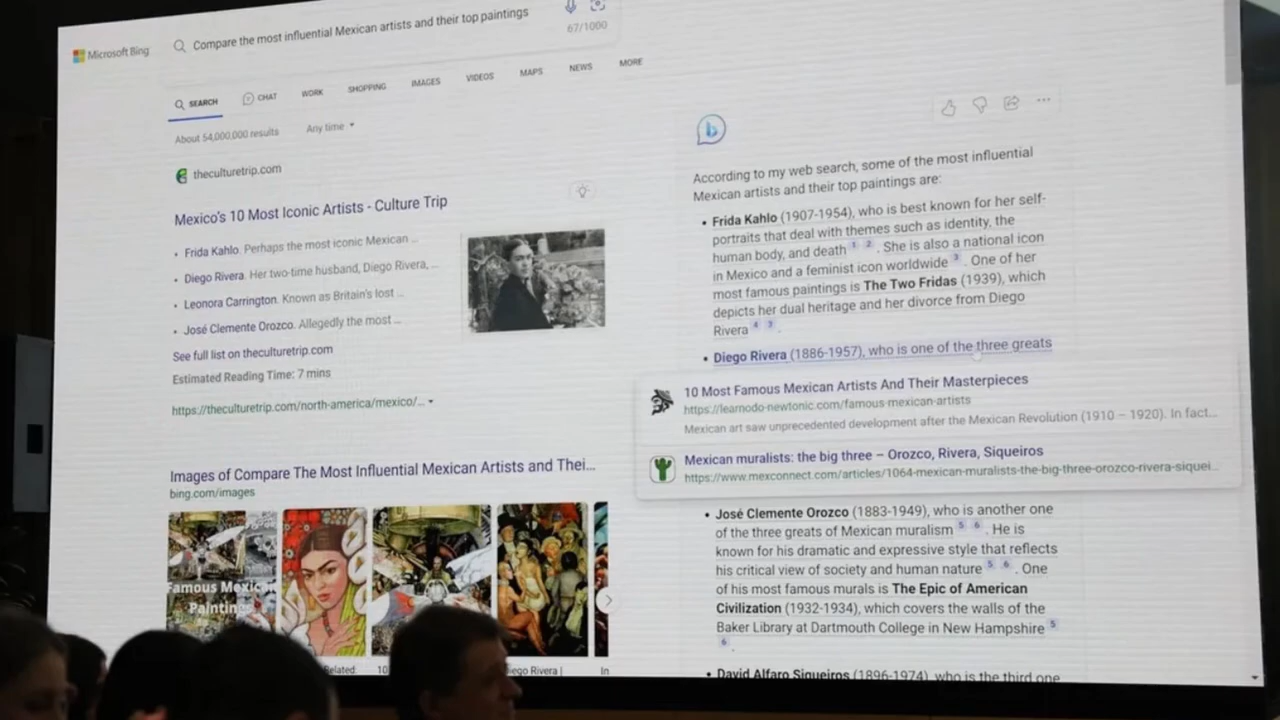 Microsoft Bing
Compare the most influential Mexican artists and their top paintings
67/1000
SEARCH
CHAT
WORK
SHOPPING
IMAGES
VIDEOS
MAPS
NEWS
MORE
About 54,000,000 results
Any time
theculturetrip.com
Mexico's 10 Most Iconic Artists - Culture Trip
• Frida Kahlo. Perhaps the most iconic Mexican ...
• Diego Rivera. Her two-time husband, Diego Rivera, ...
• Leonora Carrington. Known as Britain's lost ...
• José Clemente Orozco. Allegedly the most ...
See full list on theculturetrip.com
Estimated Reading Time: 7 mins
https://theculturetrip.com/north-america/mexico/...
Images of Compare The Most Influential Mexican Artists and Thei...
bing.com/images
Famous Mexican
Paintings
Related.
10
ego Rivera |
In
According to my web search, some of the most influential
Mexican artists and their top paintings are:
• Frida Kahlo (1907-1954), who is best known for her self-
portraits that deal with themes such as identity, the
human body, and death 1 2 . She is also a national icon
in Mexico and a feminist icon worldwide 3 . One of her
most famous paintings is The Two Fridas (1939), which
depicts her dual heritage and her divorce from Diego
Rivera 4 3 .
• Diego Rivera (1886-1957), who is one of the three greats
10 Most Famous Mexican Artists And Their Masterpieces
https://learnodo-newtonic.com/famous-mexican-artists
Mexican art saw unprecedented development after the Mexican Revolution (1910 – 1920). In fact...
Mexican muralists: the big three – Orozco, Rivera, Siqueiros
https://www.mexconnect.com/articles/1064-mexican-muralists-the-big-three-orozco-rivera-siquei...
• José Clemente Orozco (1883-1949), who is another one
of the three greats of Mexican muralism 5 6 . He is
known for his dramatic and expressive style that reflects
his critical view of society and human nature 5 6 . One
of his most famous murals is The Epic of American
Civilization (1932-1934), which covers the walls of the
Baker Library at Dartmouth College in New Hampshire 5
6 .
• David Alfaro Siqueiros (1896-1974), who is the third one